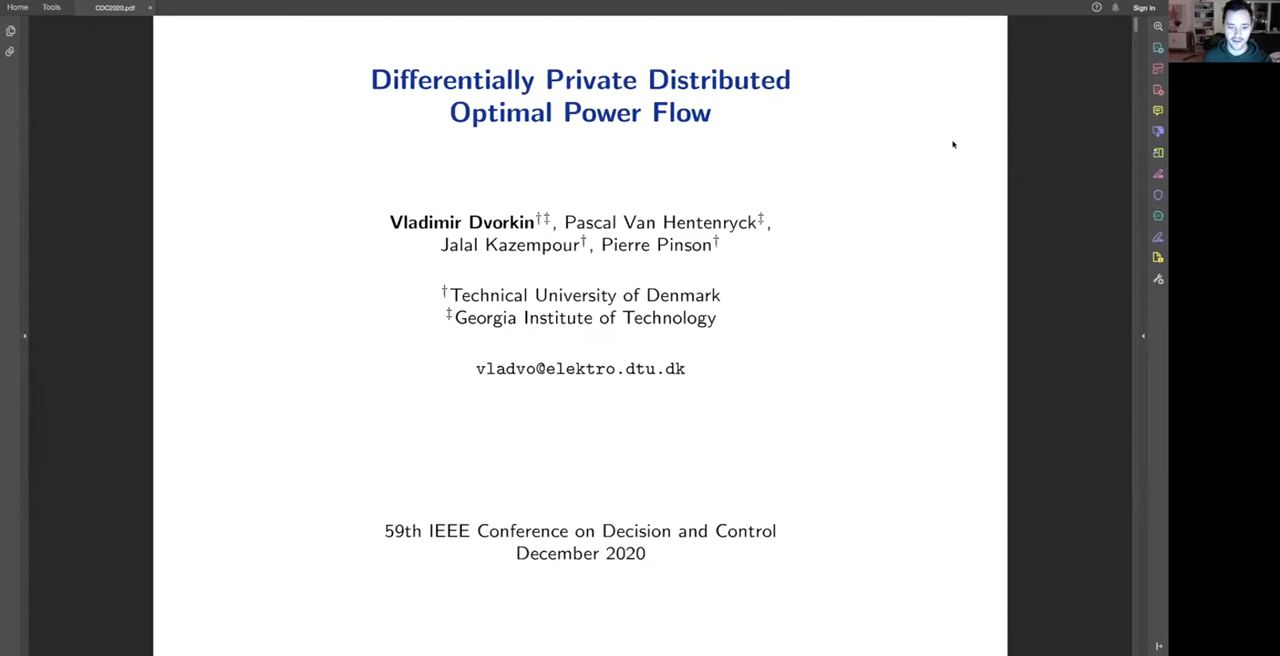 Home Tools CDC2020.pdf × Sign In
Differentially Private Distributed
Optimal Power Flow
Vladimir Dvorkin†‡, Pascal Van Hentenryck‡,
Jalal Kazempour†, Pierre Pinson†
†Technical University of Denmark
‡Georgia Institute of Technology
vladvo@elektro.dtu.dk
59th IEEE Conference on Decision and Control
December 2020